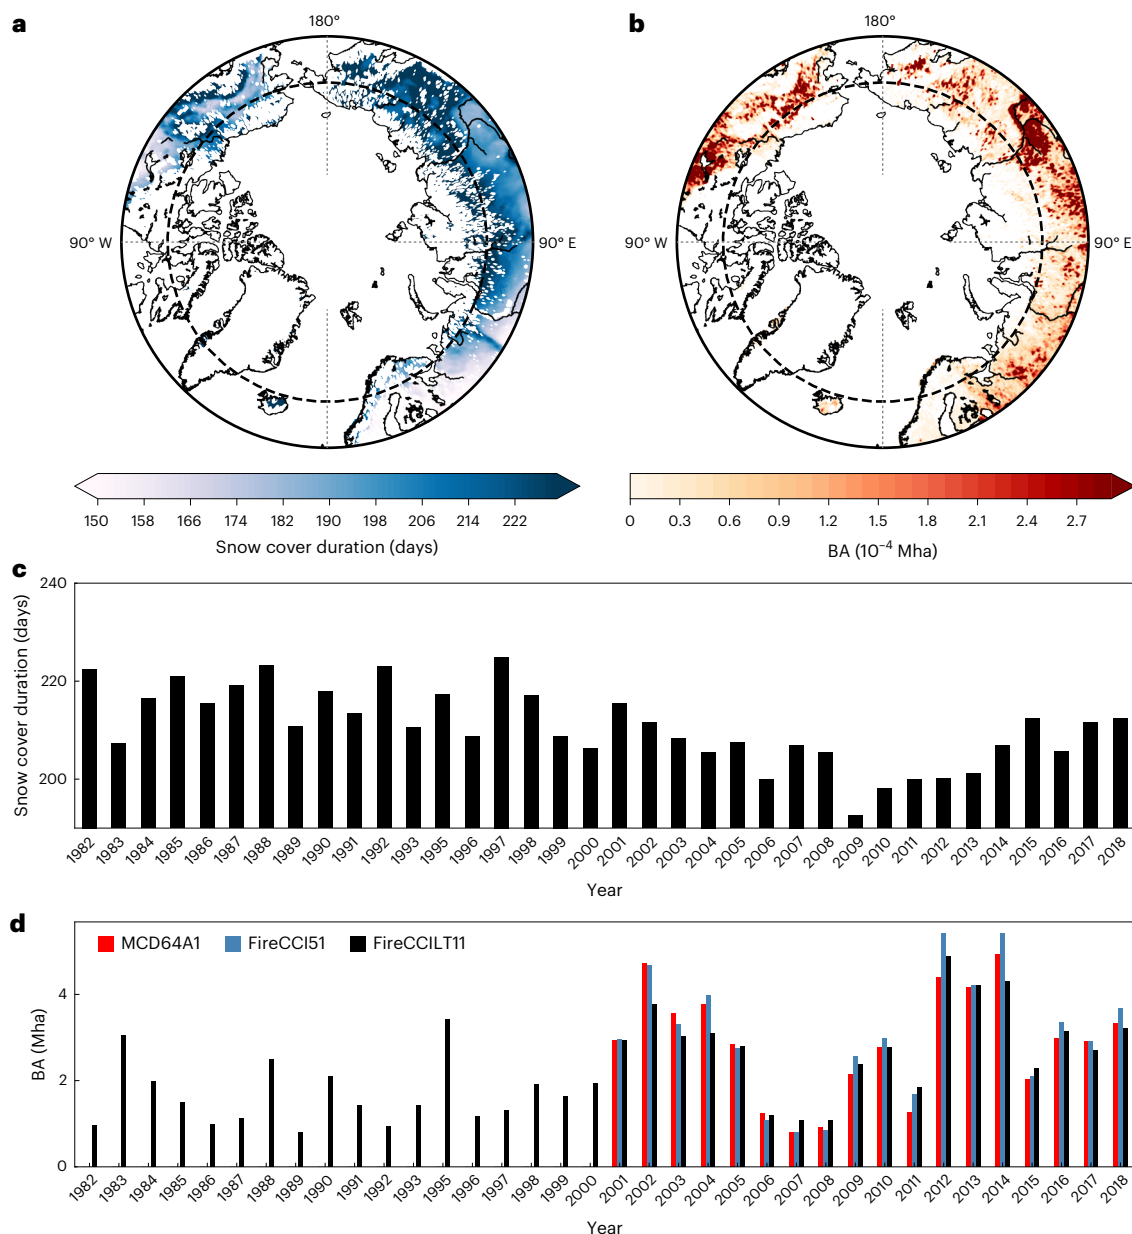 a
b
180°
180°
90° W
90° E
90° W
90° E
150 158 166 174 182 190 198 206 214 222
Snow cover duration (days)
0 0.3 0.6 0.9 1.2 1.5 1.8 2.1 2.4 2.7
BA (10⁻⁴ Mha)
c
Snow cover duration (days)
240
220
200
1982 1983 1984 1985 1986 1987 1988 1989 1990 1991 1992 1993 1995 1996 1997 1998 1999 2000 2001 2002 2003 2004 2005 2006 2007 2008 2009 2010 2011 2012 2013 2014 2015 2016 2017 2018
Year
d
MCD64A1 FireCCI51 FireCCILT11
BA (Mha)
4
2
0
1982 1983 1984 1985 1986 1987 1988 1989 1990 1991 1992 1993 1995 1996 1997 1998 1999 2000 2001 2002 2003 2004 2005 2006 2007 2008 2009 2010 2011 2012 2013 2014 2015 2016 2017 2018
Year